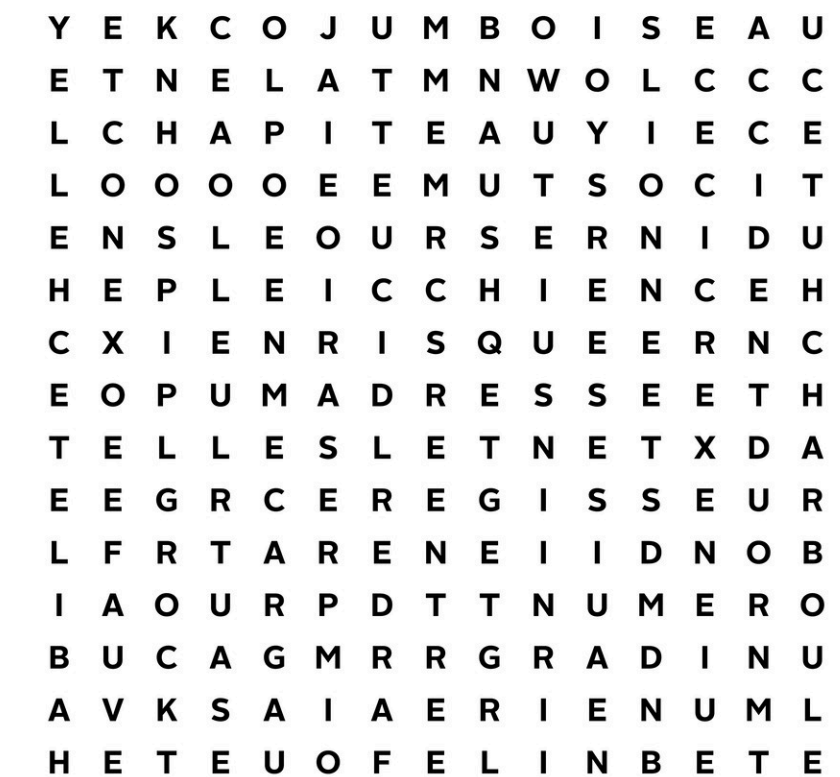 Y E K C O J U M B O I S E A U
E T N E L A T M N W O L C C C
L C H A P I T E A U Y I E C E
L O O O O E E M U T S O C I T
E N S L E O U R S E R N I D U
H E P L E I C C H I E N C E H
C X I E N R I S Q U E E R N C
E O P U M A D R E S S E E T H
T E L L E S L E T N E T X D A
E E G R C E R E G I S S E U R
L F R T A R E N E I I D N O B
I A O U R P D T T N U M E R O
B U C A G M R R G R A D I N U
A V K S A I A E R I E N U M L
H E T E U O F E L I N B E T E